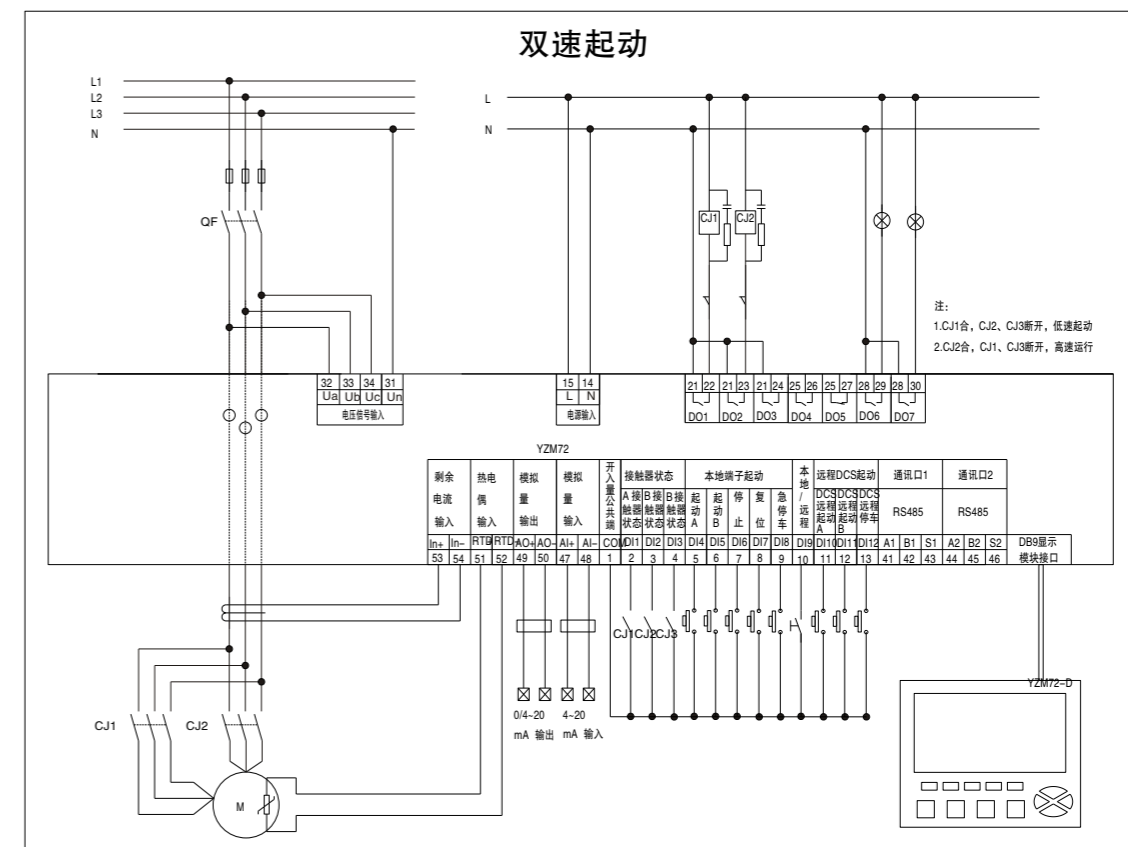 双速起动
L1
L2
L3
N
L
N
QF
CJ1
CJ2
注：
1.CJ1合，CJ2、CJ3断开，低速起动
2.CJ2合，CJ1、CJ3断开，高速运行
32 33 34 31
Ua Ub Uc Un
电压信号输入
15 14
L N
电源输入
21 22 21 23 21 24 25 26 25 27 28 29 28 30
DO1 DO2 DO3 DO4 DO5 DO6 DO7
YZM72
剩余电流输入
热电偶输入
模拟量输出
模拟量输入
开入量公共端
接触器状态
A接触器状态
B接触器状态
B接触器状态
本地端子起动
起动A
起动B
停止
复位
急停车
本地/远程
远程DCS起动
DCS远程起动A
DCS远程起动B
DCS远程停车
通讯口1
RS485
通讯口2
RS485
In+ In- RTD RTD- AO+ AO- AI+ AI- COM DI1 DI2 DI3 DI4 DI5 DI6 DI7 DI8 DI9 DI10 DI11 DI12 A1 B1 S1 A2 B2 S2
DB9显示
模块接口
53 54 51 52 49 50 47 48 1 2 3 4 5 6 7 8 9 10 11 12 13 41 42 43 44 45 46
CJ1 CJ2 CJ3
0/4~20
mA 输出
4~20
mA 输入
YZM72-D
CJ1
CJ2
M